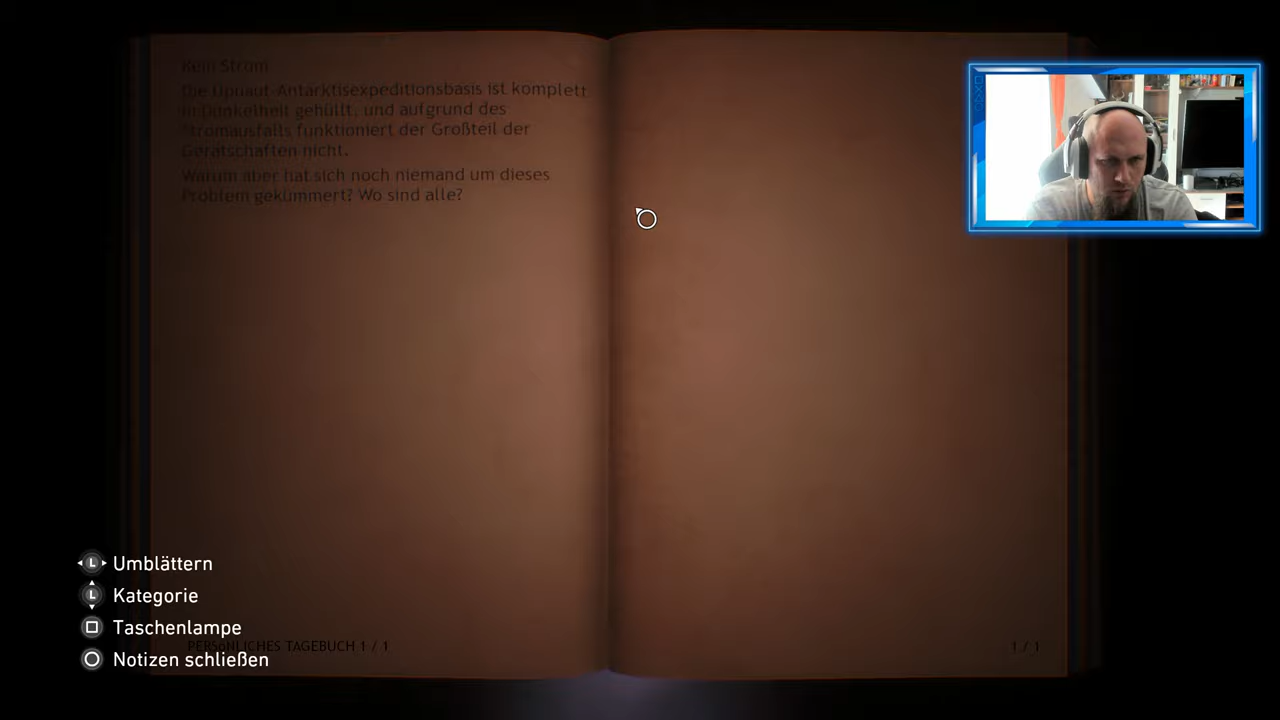 Kein Strom
Die Upuaut-Antarktisexpeditionsbasis ist komplett
in Dunkelheit gehüllt, und aufgrund des
Stromausfalls funktioniert der Großteil der
Gerätschaften nicht.
Warum aber hat sich noch niemand um dieses
Problem gekümmert? Wo sind alle?
L Umblättern
L Kategorie
Taschenlampe
Notizen schließen
PERSÖNLICHES TAGEBUCH 1 / 1
1 / 1